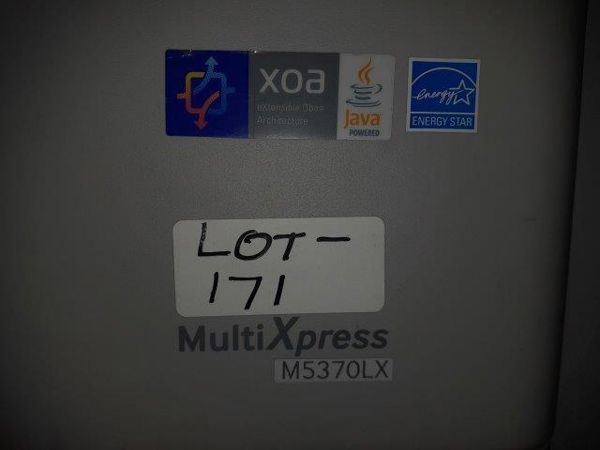 XOA
eXtensible Open
Architecture
Java
POWERED
energy
ENERGY STAR
LOT-
171
MultiXpress
M5370LX